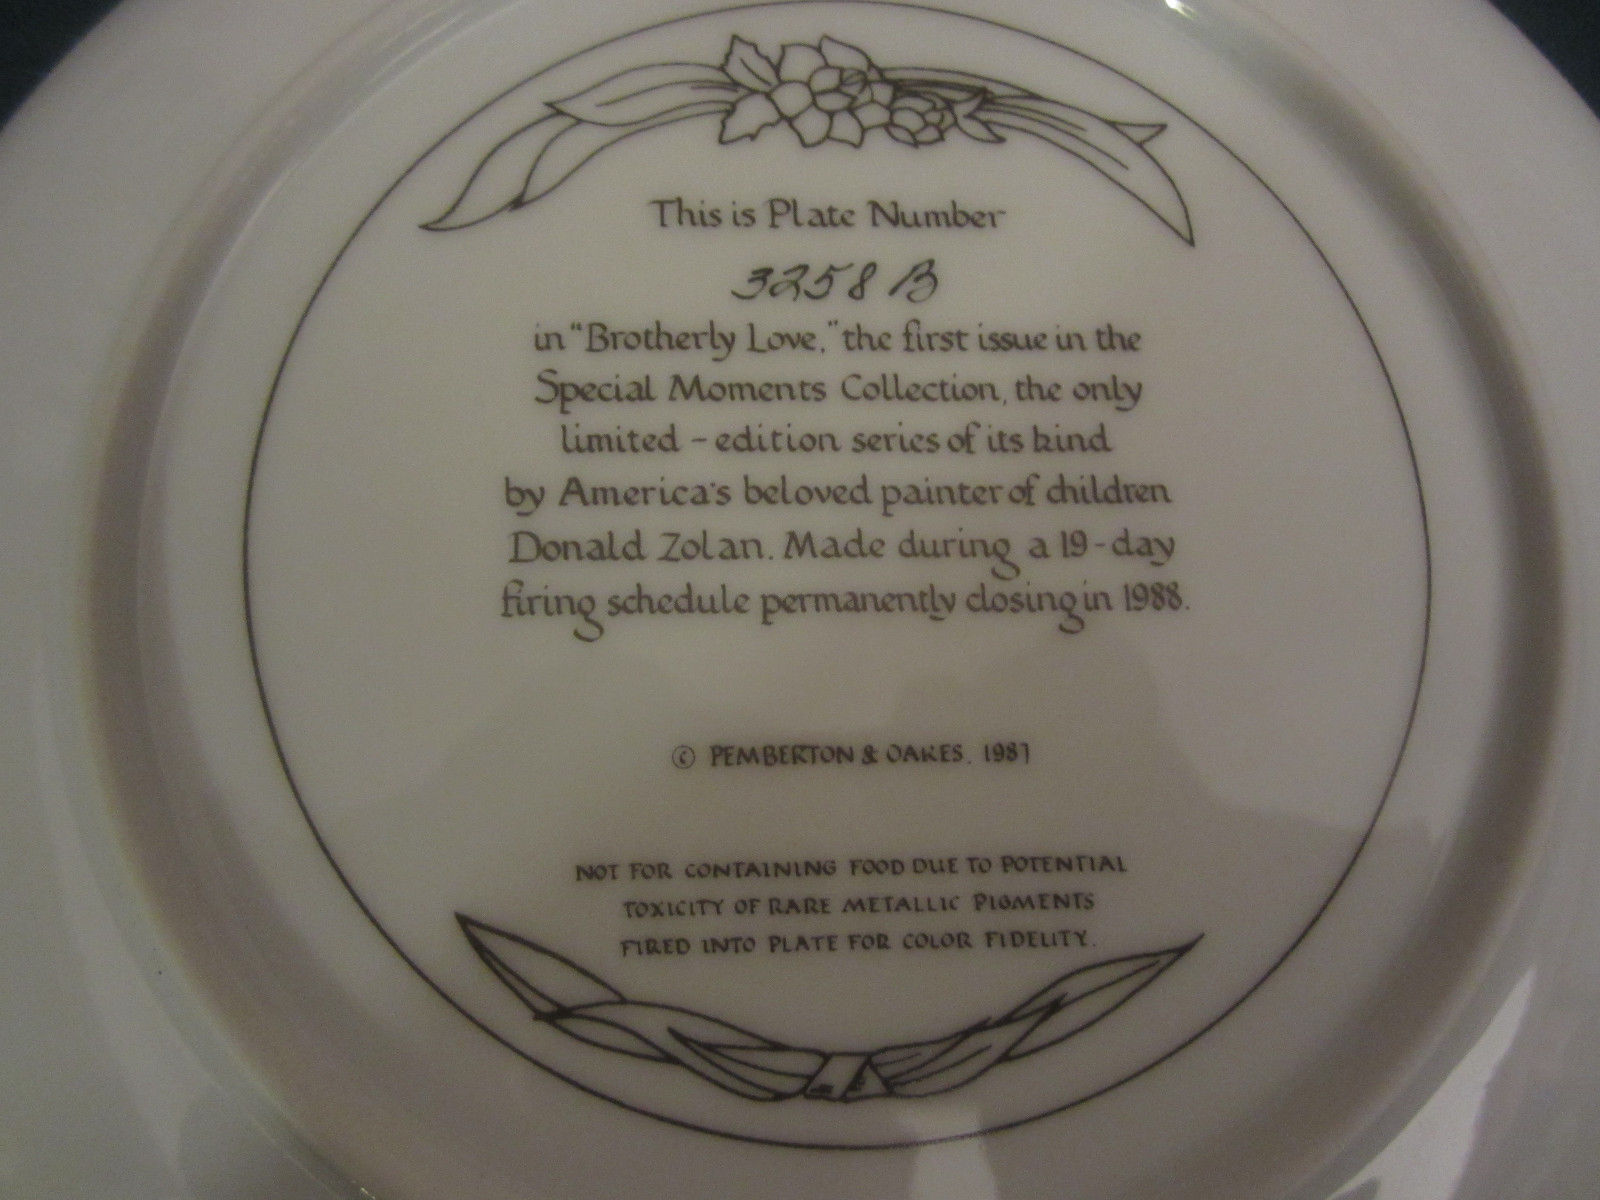 This is Plate Number
3258 B
in "Brotherly Love," the first issue in the
Special Moments Collection, the only
limited - edition series of its kind
by America's beloved painter of children
Donald Zolan. Made during a 19-day
firing schedule permanently closing in 1988.
© PEMBERTON & OAKES, 1987
NOT FOR CONTAINING FOOD DUE TO POTENTIAL
TOXICITY OF RARE METALLIC PIGMENTS
FIRED INTO PLATE FOR COLOR FIDELITY.